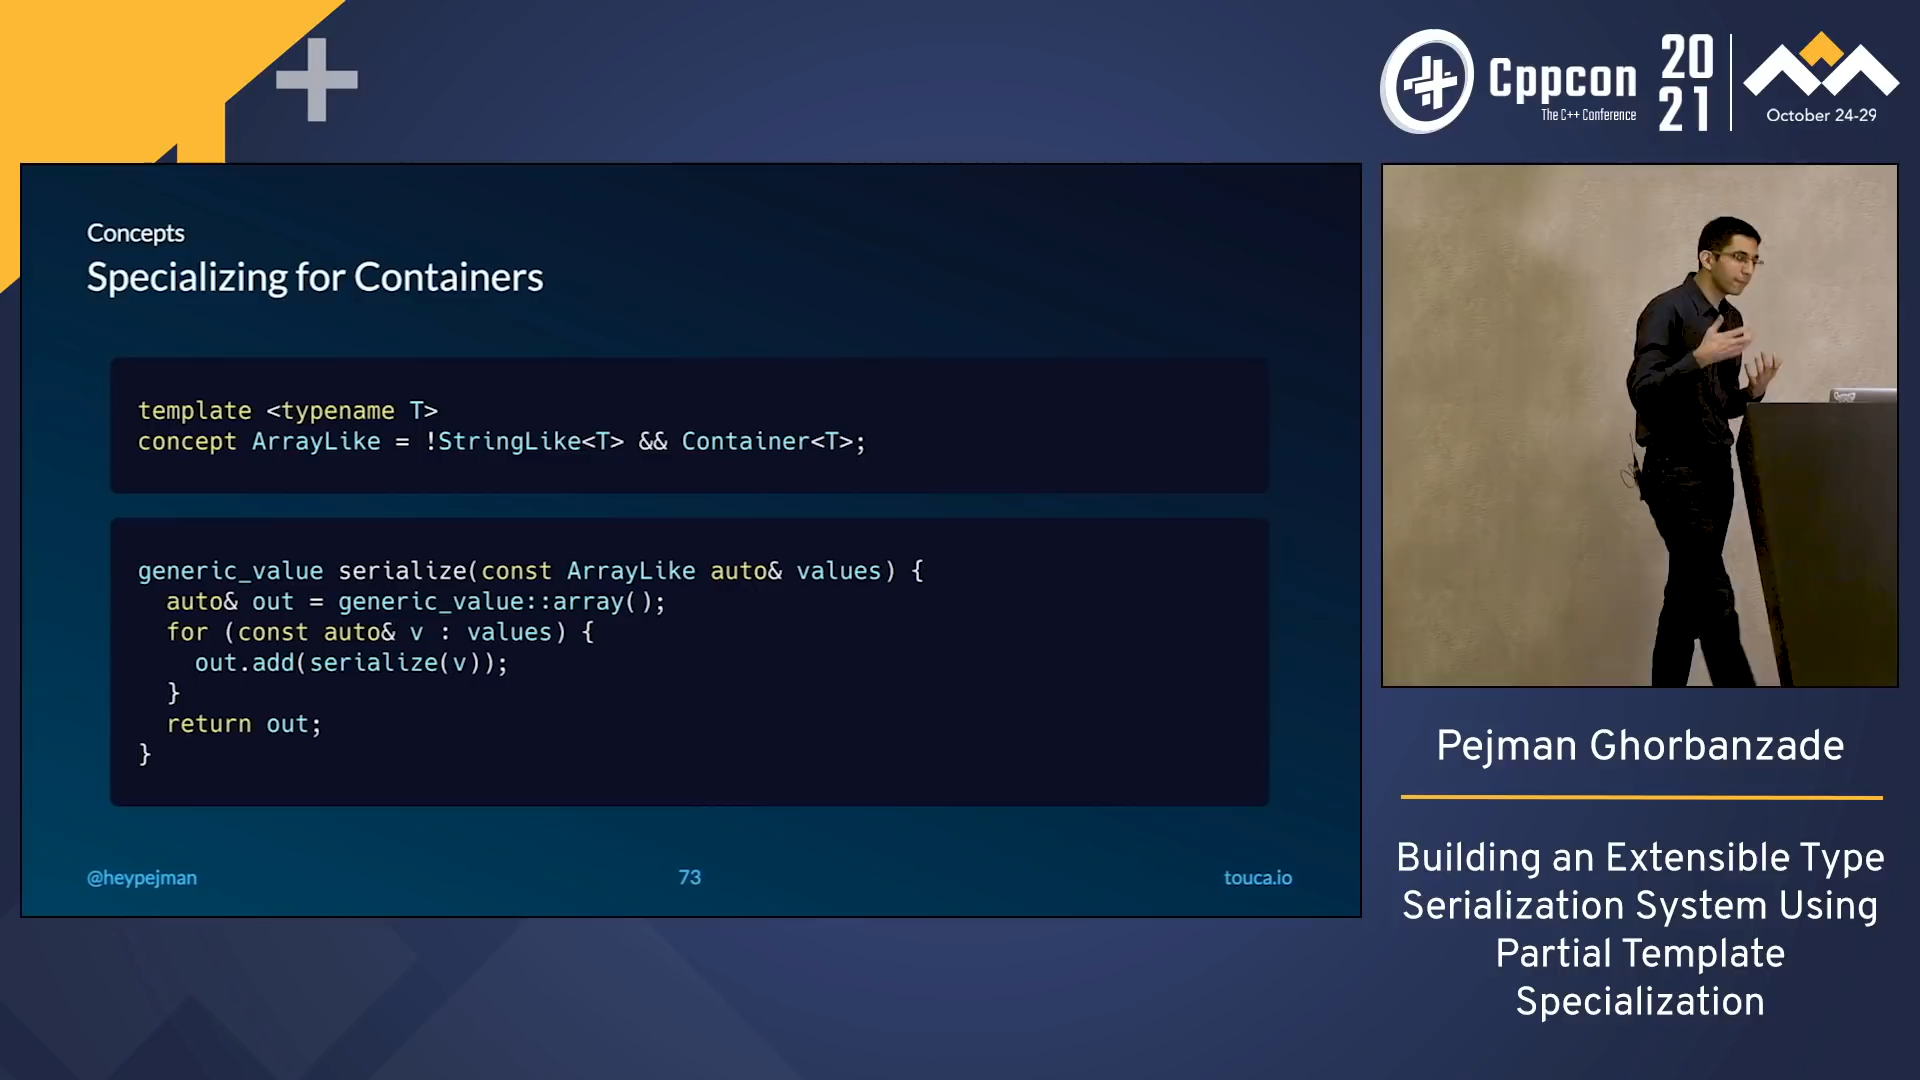 Cppcon
The C++ Conference
20
21
October 24-29
Concepts
Specializing for Containers
template <typename T>
concept ArrayLike = !StringLike<T> && Container<T>;
generic_value serialize(const ArrayLike auto& values) {
  auto& out = generic_value::array();
  for (const auto& v : values) {
    out.add(serialize(v));
  }
  return out;
}
@heypejman
73
touca.io
Pejman Ghorbanzade
Building an Extensible Type
Serialization System Using
Partial Template
Specialization